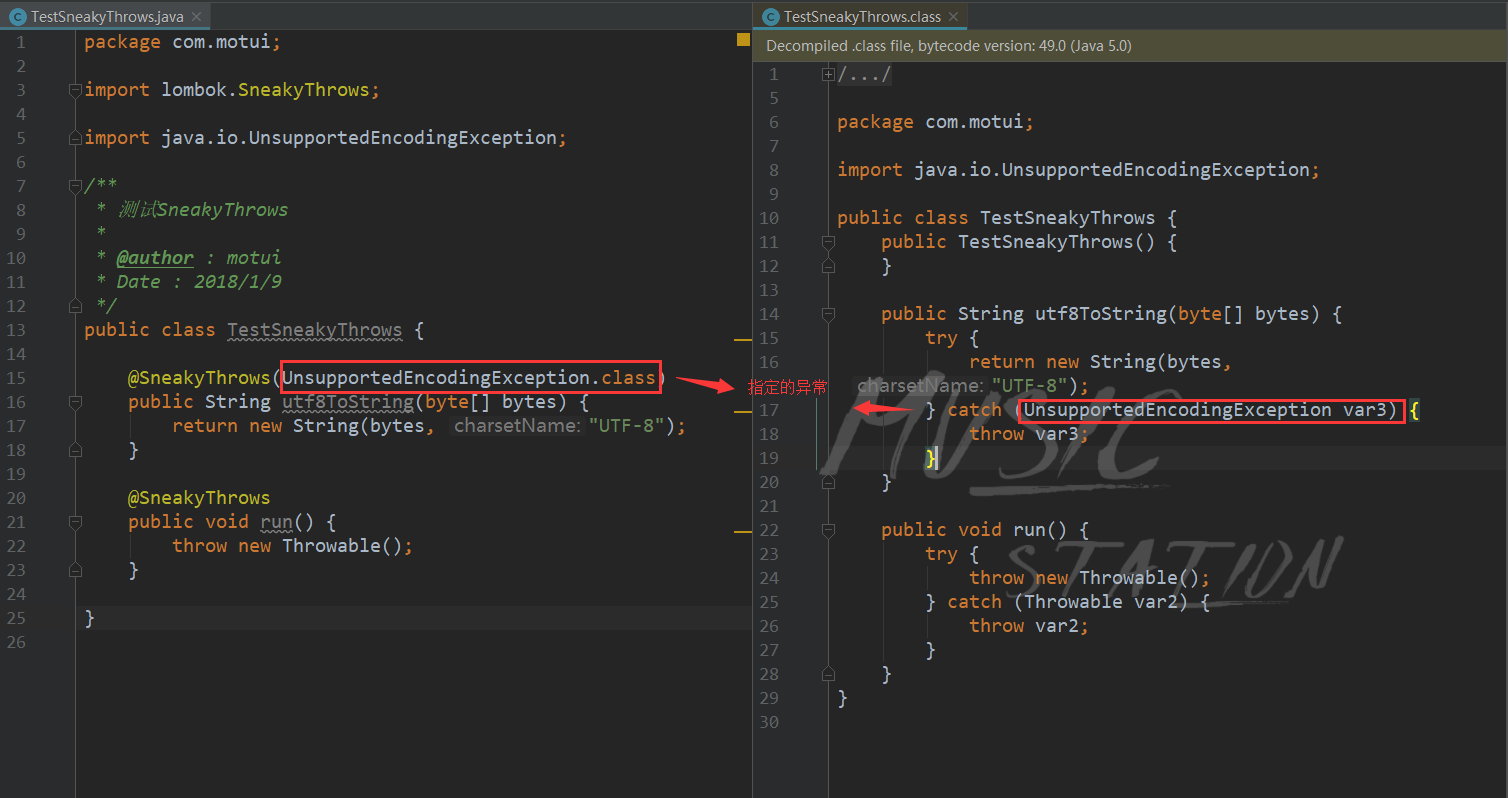 TestSneakyThrows.java
1 package com.motui;
2
3 import lombok.SneakyThrows;
4
5 import java.io.UnsupportedEncodingException;
6
7 /**
8 * 测试SneakyThrows
9 *
10 * @author : motui
11 * Date : 2018/1/9
12 */
13 public class TestSneakyThrows {
14
15 @SneakyThrows(UnsupportedEncodingException.class)
16 public String utf8ToString(byte[] bytes) {
17 return new String(bytes, charsetName: "UTF-8");
18 }
19
20 @SneakyThrows
21 public void run() {
22 throw new Throwable();
23 }
24
25 }
26
指定的异常
TestSneakyThrows.class
Decompiled .class file, bytecode version: 49.0 (Java 5.0)
1 /.../
5
6 package com.motui;
7
8 import java.io.UnsupportedEncodingException;
9
10 public class TestSneakyThrows {
11 public TestSneakyThrows() {
12 }
13
14 public String utf8ToString(byte[] bytes) {
15 try {
16 return new String(bytes,
charsetName: "UTF-8");
17 } catch (UnsupportedEncodingException var3) {
18 throw var3;
19 }
20 }
21
22 public void run() {
23 try {
24 throw new Throwable();
25 } catch (Throwable var2) {
26 throw var2;
27 }
28 }
29 }
30
MUSIC
STATION